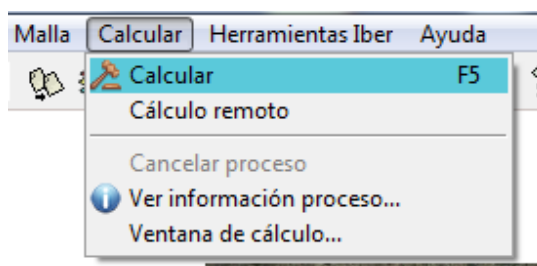 Malla Calcular Herramientas Iber Ayuda
Calcular F5
Cálculo remoto
Cancelar proceso
Ver información proceso...
Ventana de cálculo...